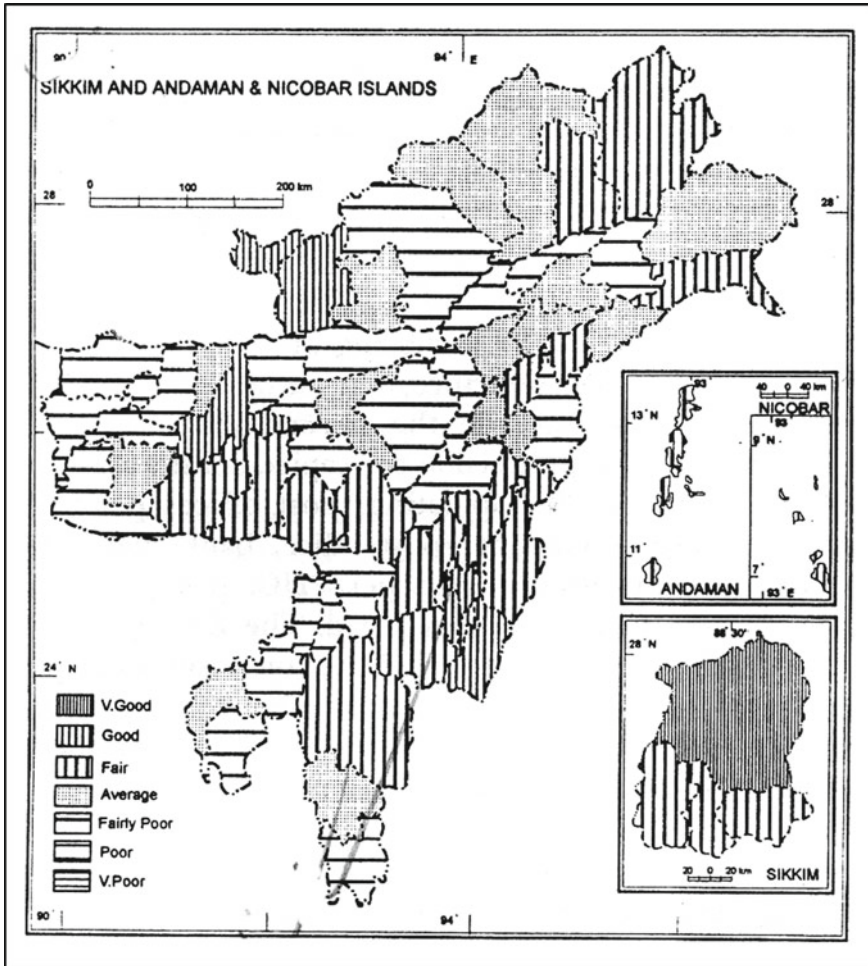 90°
94° E
SIKKIM AND ANDAMAN & NICOBAR ISLANDS
0 100 200 km
28°
28°
93
40 0 40 km
NICOBAR
13° N
93
9° N
11°
7°
ANDAMAN
93° E
24° N
88° 30'
28° N
V.Good
Good
Fair
Average
Fairly Poor
Poor
V.Poor
20 0 20 km
SIKKIM
90°
94°